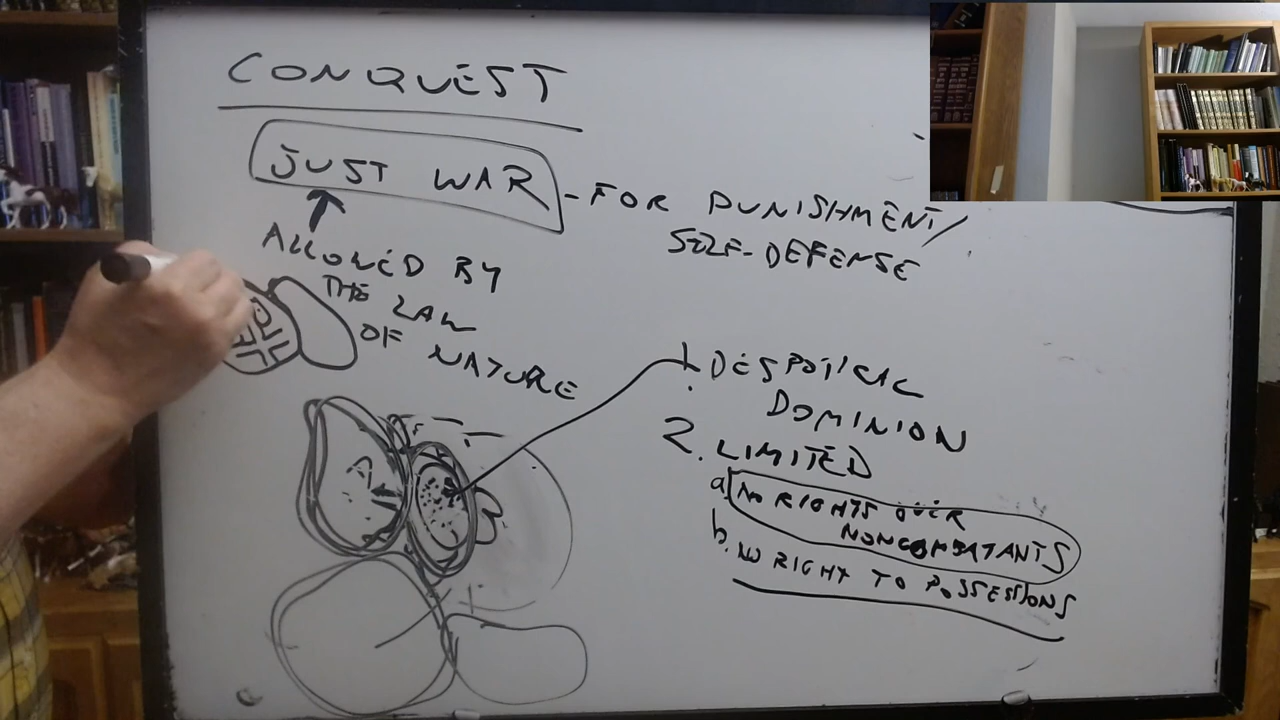 CONQUEST
JUST WAR - FOR PUNISHMENT/
SELF-DEFENSE
ALLOWED BY
THE LAW
OF NATURE
1. DESPOTICAL
DOMINION
2. LIMITED
a. NO RIGHTS OVER
NONCOMBATANTS
b. NO RIGHT TO POSSESSIONS